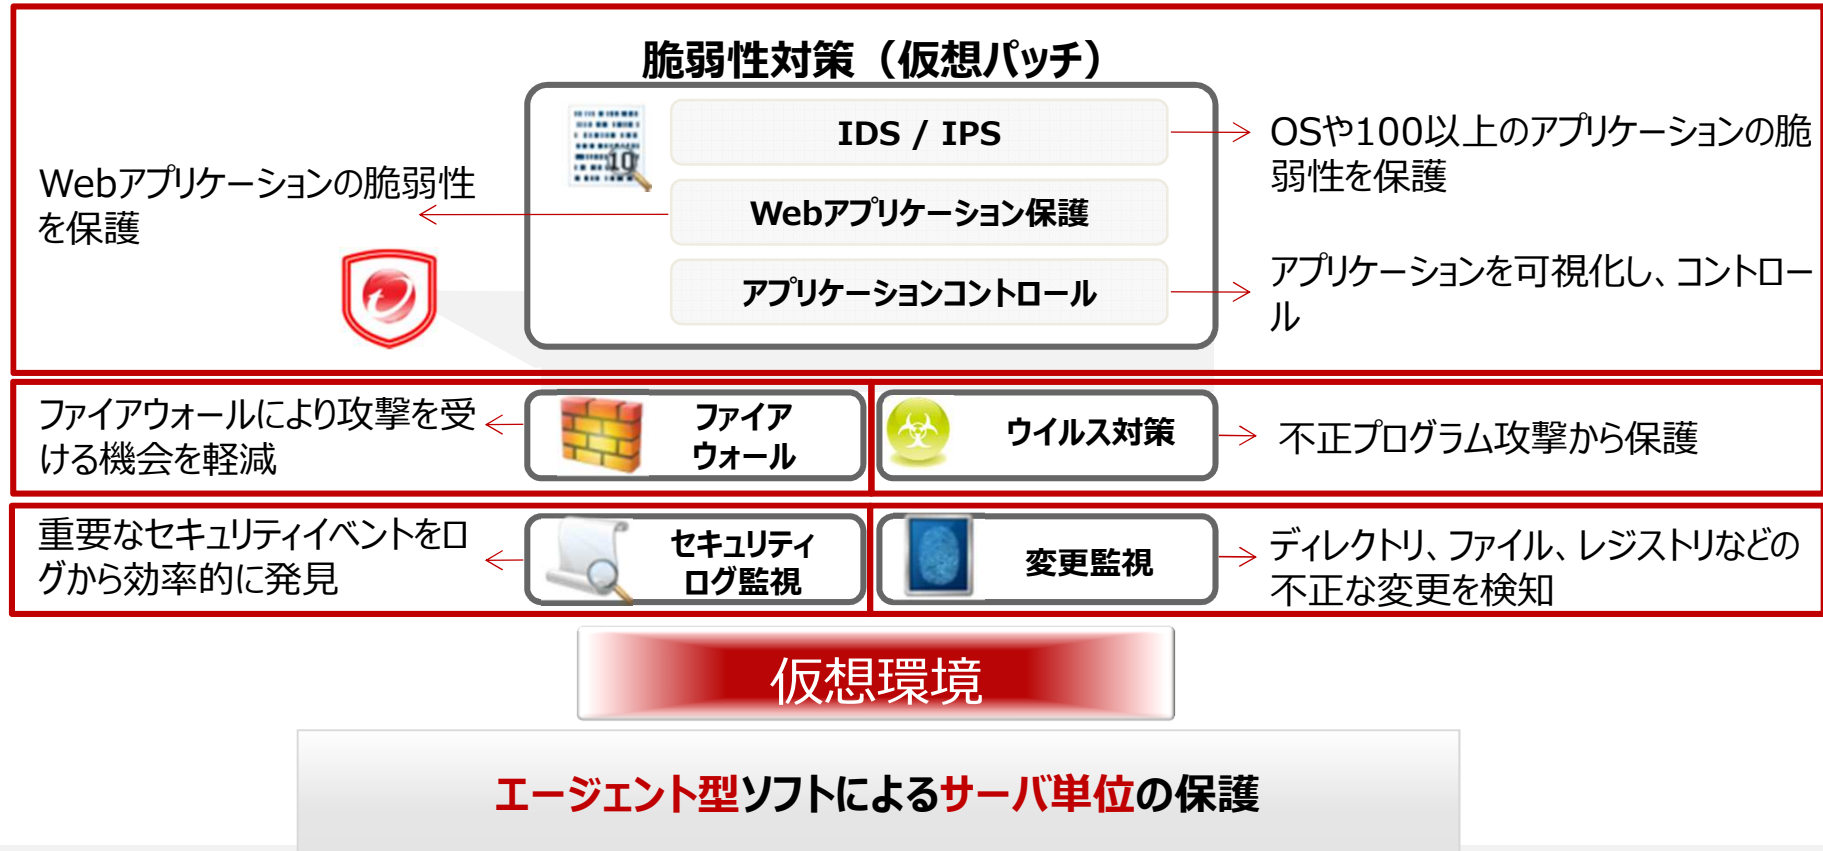 脆弱性対策（仮想パッチ）
IDS / IPS
Webアプリケーション保護
アプリケーションコントロール
Webアプリケーションの脆弱性
を保護
OSや100以上のアプリケーションの脆
弱性を保護
アプリケーションを可視化し、コントロー
ル
ファイアウォールにより攻撃を受
ける機会を軽減
ファイア
ウォール
ウイルス対策
不正プログラム攻撃から保護
重要なセキュリティイベントをロ
グから効率的に発見
セキュリティ
ログ監視
変更監視
ディレクトリ、ファイル、レジストリなどの
不正な変更を検知
仮想環境
エージェント型ソフトによるサーバ単位の保護